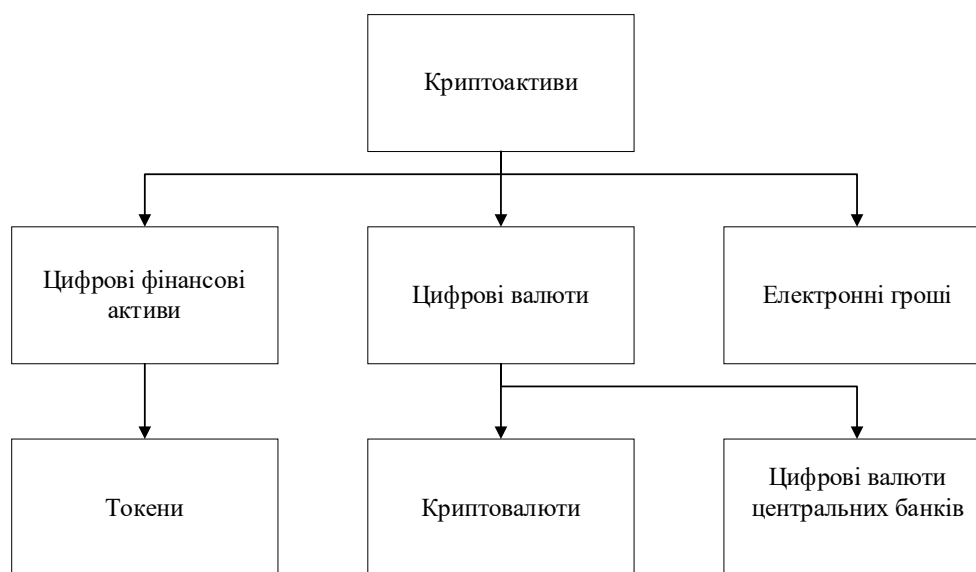 Криптоактиви
Цифрові фінансові
активи
Цифрові валюти
Електронні гроші
Токени
Криптовалюти
Цифрові валюти
центральних банків